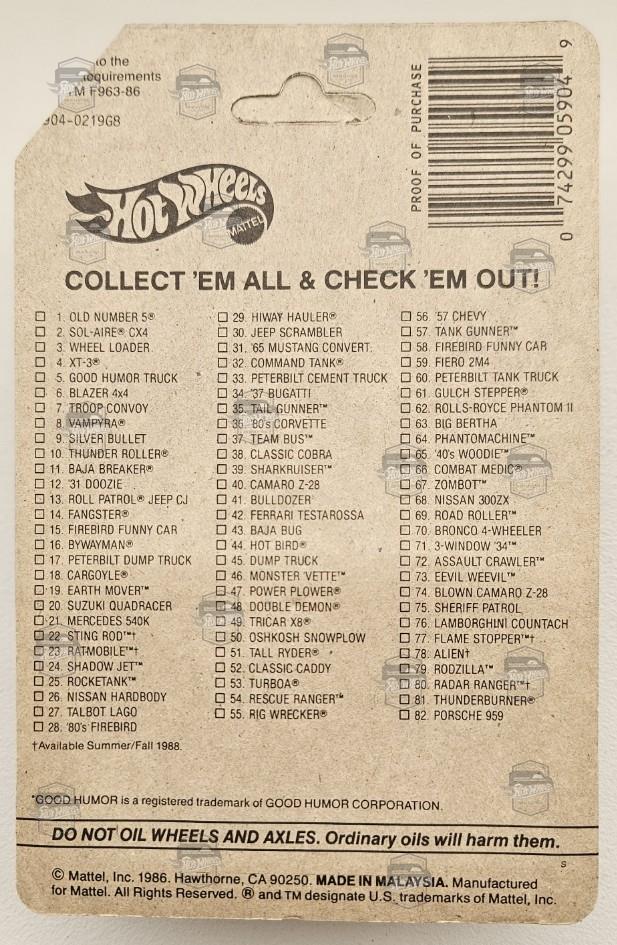 to the
equirements
TM F963-86
904-0219G8
PROOF OF PURCHASE
0 74299 05904 9
Hot Wheels
MATTEL
COLLECT 'EM ALL & CHECK 'EM OUT!
1. OLD NUMBER 5®
2. SOL-AIRE® CX4
3. WHEEL LOADER
4. XT-3®
5. GOOD HUMOR TRUCK
6. BLAZER 4x4
7. TROOP CONVOY
8. VAMPYRA®
9. SILVER BULLET
10. THUNDER ROLLER®
11. BAJA BREAKER®
12. '31 DOOZIE
13. ROLL PATROL® JEEP CJ
14. FANGSTER®
15. FIREBIRD FUNNY CAR
16. BYWAYMAN®
17. PETERBILT DUMP TRUCK
18. CARGOYLE®
19. EARTH MOVER™
20. SUZUKI QUADRACER
21. MERCEDES 540K
22. STING ROD™†
23. RATMOBILE™†
24. SHADOW JET™
25. ROCKETANK™
26. NISSAN HARDBODY
27. TALBOT LAGO
28. '80's FIREBIRD
†Available Summer/Fall 1988.
29. HIWAY HAULER®
30. JEEP SCRAMBLER
31. '65 MUSTANG CONVERT.
32. COMMAND TANK®
33. PETERBILT CEMENT TRUCK
34. '37 BUGATTI
35. TAIL GUNNER™
36. '80's CORVETTE
37. TEAM BUS™
38. CLASSIC COBRA
39. SHARKRUISER™
40. CAMARO Z-28
41. BULLDOZER
42. FERRARI TESTAROSSA
43. BAJA BUG
44. HOT BIRD®
45. DUMP TRUCK
46. MONSTER 'VETTE™
47. POWER PLOWER®
48. DOUBLE DEMON®
49. TRICAR X8®
50. OSHKOSH SNOWPLOW
51. TALL RYDER®
52. CLASSIC CADDY
53. TURBOA®
54. RESCUE RANGER™
55. RIG WRECKER®
56. '57 CHEVY
57. TANK GUNNER™
58. FIREBIRD FUNNY CAR
59. FIERO 2M4
60. PETERBILT TANK TRUCK
61. GULCH STEPPER®
62. ROLLS-ROYCE PHANTOM II
63. BIG BERTHA
64. PHANTOMACHINE™
65. '40's WOODIE™
66. COMBAT MEDIC®
67. ZOMBOT™
68. NISSAN 300ZX
69. ROAD ROLLER™
70. BRONCO 4-WHEELER
71. 3-WINDOW '34™
72. ASSAULT CRAWLER™
73. EEVIL WEEVIL™
74. BLOWN CAMARO Z-28
75. SHERIFF PATROL
76. LAMBORGHINI COUNTACH
77. FLAME STOPPER™†
78. ALIEN†
79. RODZILLA™
80. RADAR RANGER™†
81. THUNDERBURNER®
82. PORSCHE 959
*GOOD HUMOR is a registered trademark of GOOD HUMOR CORPORATION.
DO NOT OIL WHEELS AND AXLES. Ordinary oils will harm them.
S
© Mattel, Inc. 1986. Hawthorne, CA 90250. MADE IN MALAYSIA. Manufactured
for Mattel. All Rights Reserved. ® and TM designate U.S. trademarks of Mattel, Inc.